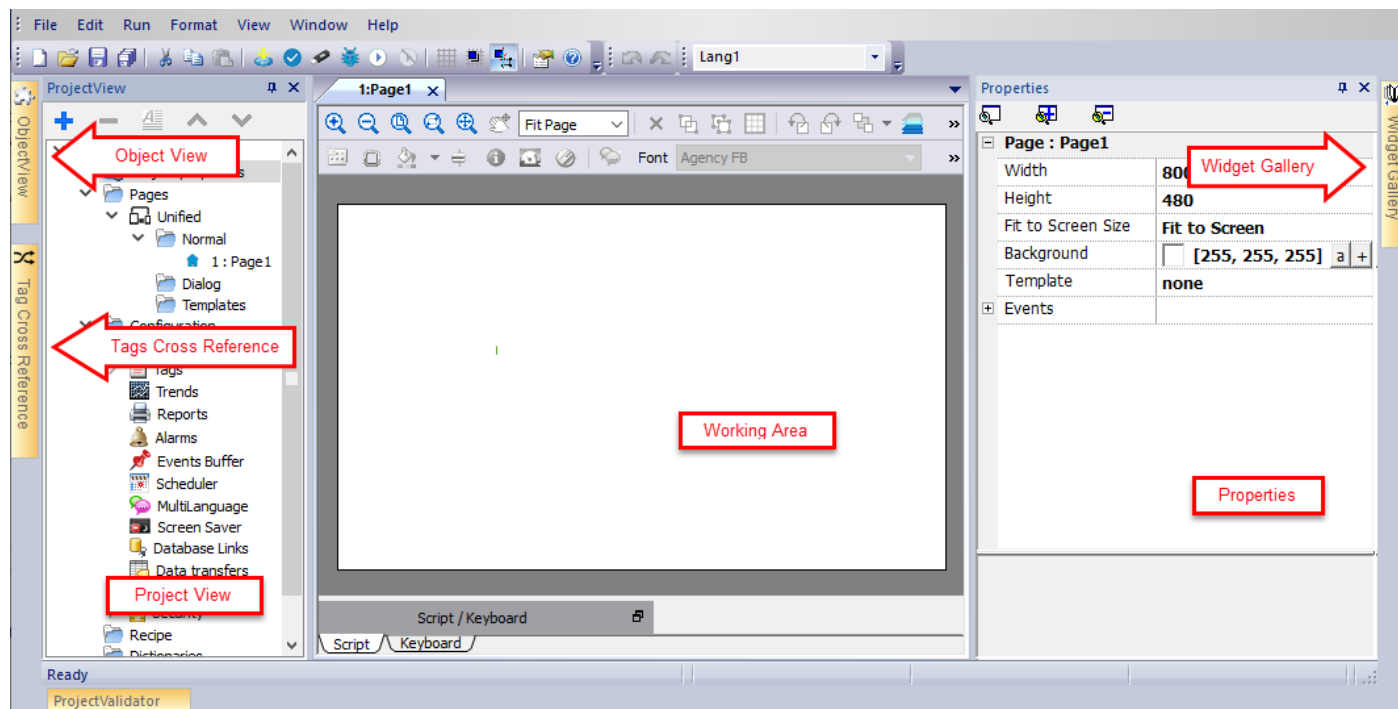 File Edit Run Format View Window Help
Lang1
ProjectView
1:Page1
Properties
ObjectView
Tag Cross Reference
Widget Gallery
Object View
Pages
Unified
Normal
1 : Page1
Dialog
Templates
Configuration
Tags Cross Reference
Tags
Trends
Reports
Alarms
Events Buffer
Scheduler
MultiLanguage
Screen Saver
Database Links
Data transfers
Project View
Security
Recipe
Dictionaries
Fit Page
Font Agency FB
Working Area
Script / Keyboard
Script Keyboard
Page : Page1
Width 800
Widget Gallery
Height 480
Fit to Screen Size Fit to Screen
Background [255, 255, 255] a +
Template none
Events
Properties
Ready
ProjectValidator